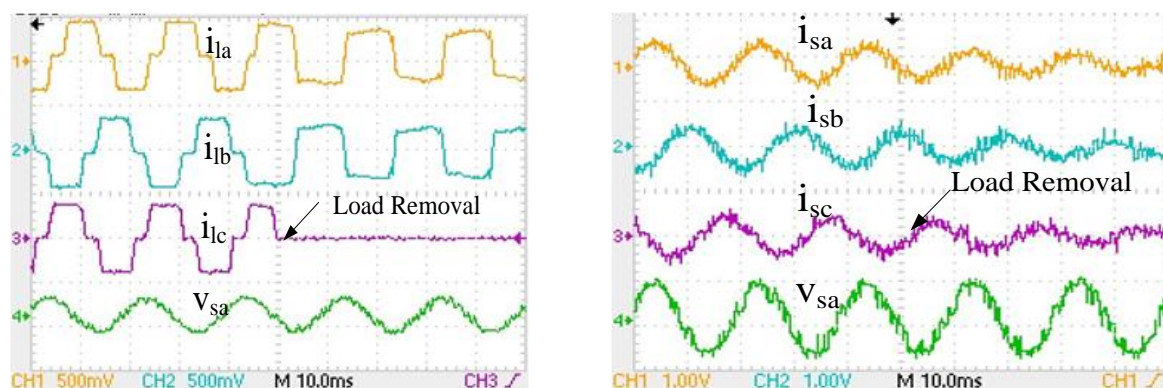 i_la
1
i_lb
2
Load Removal
i_lc
3
v_sa
4
CH1 500mV CH2 500mV M 10.0ms CH3
i_sa
1
i_sb
2
Load Removal
i_sc
3
v_sa
4
CH1 1.00V CH2 1.00V M 10.0ms CH1